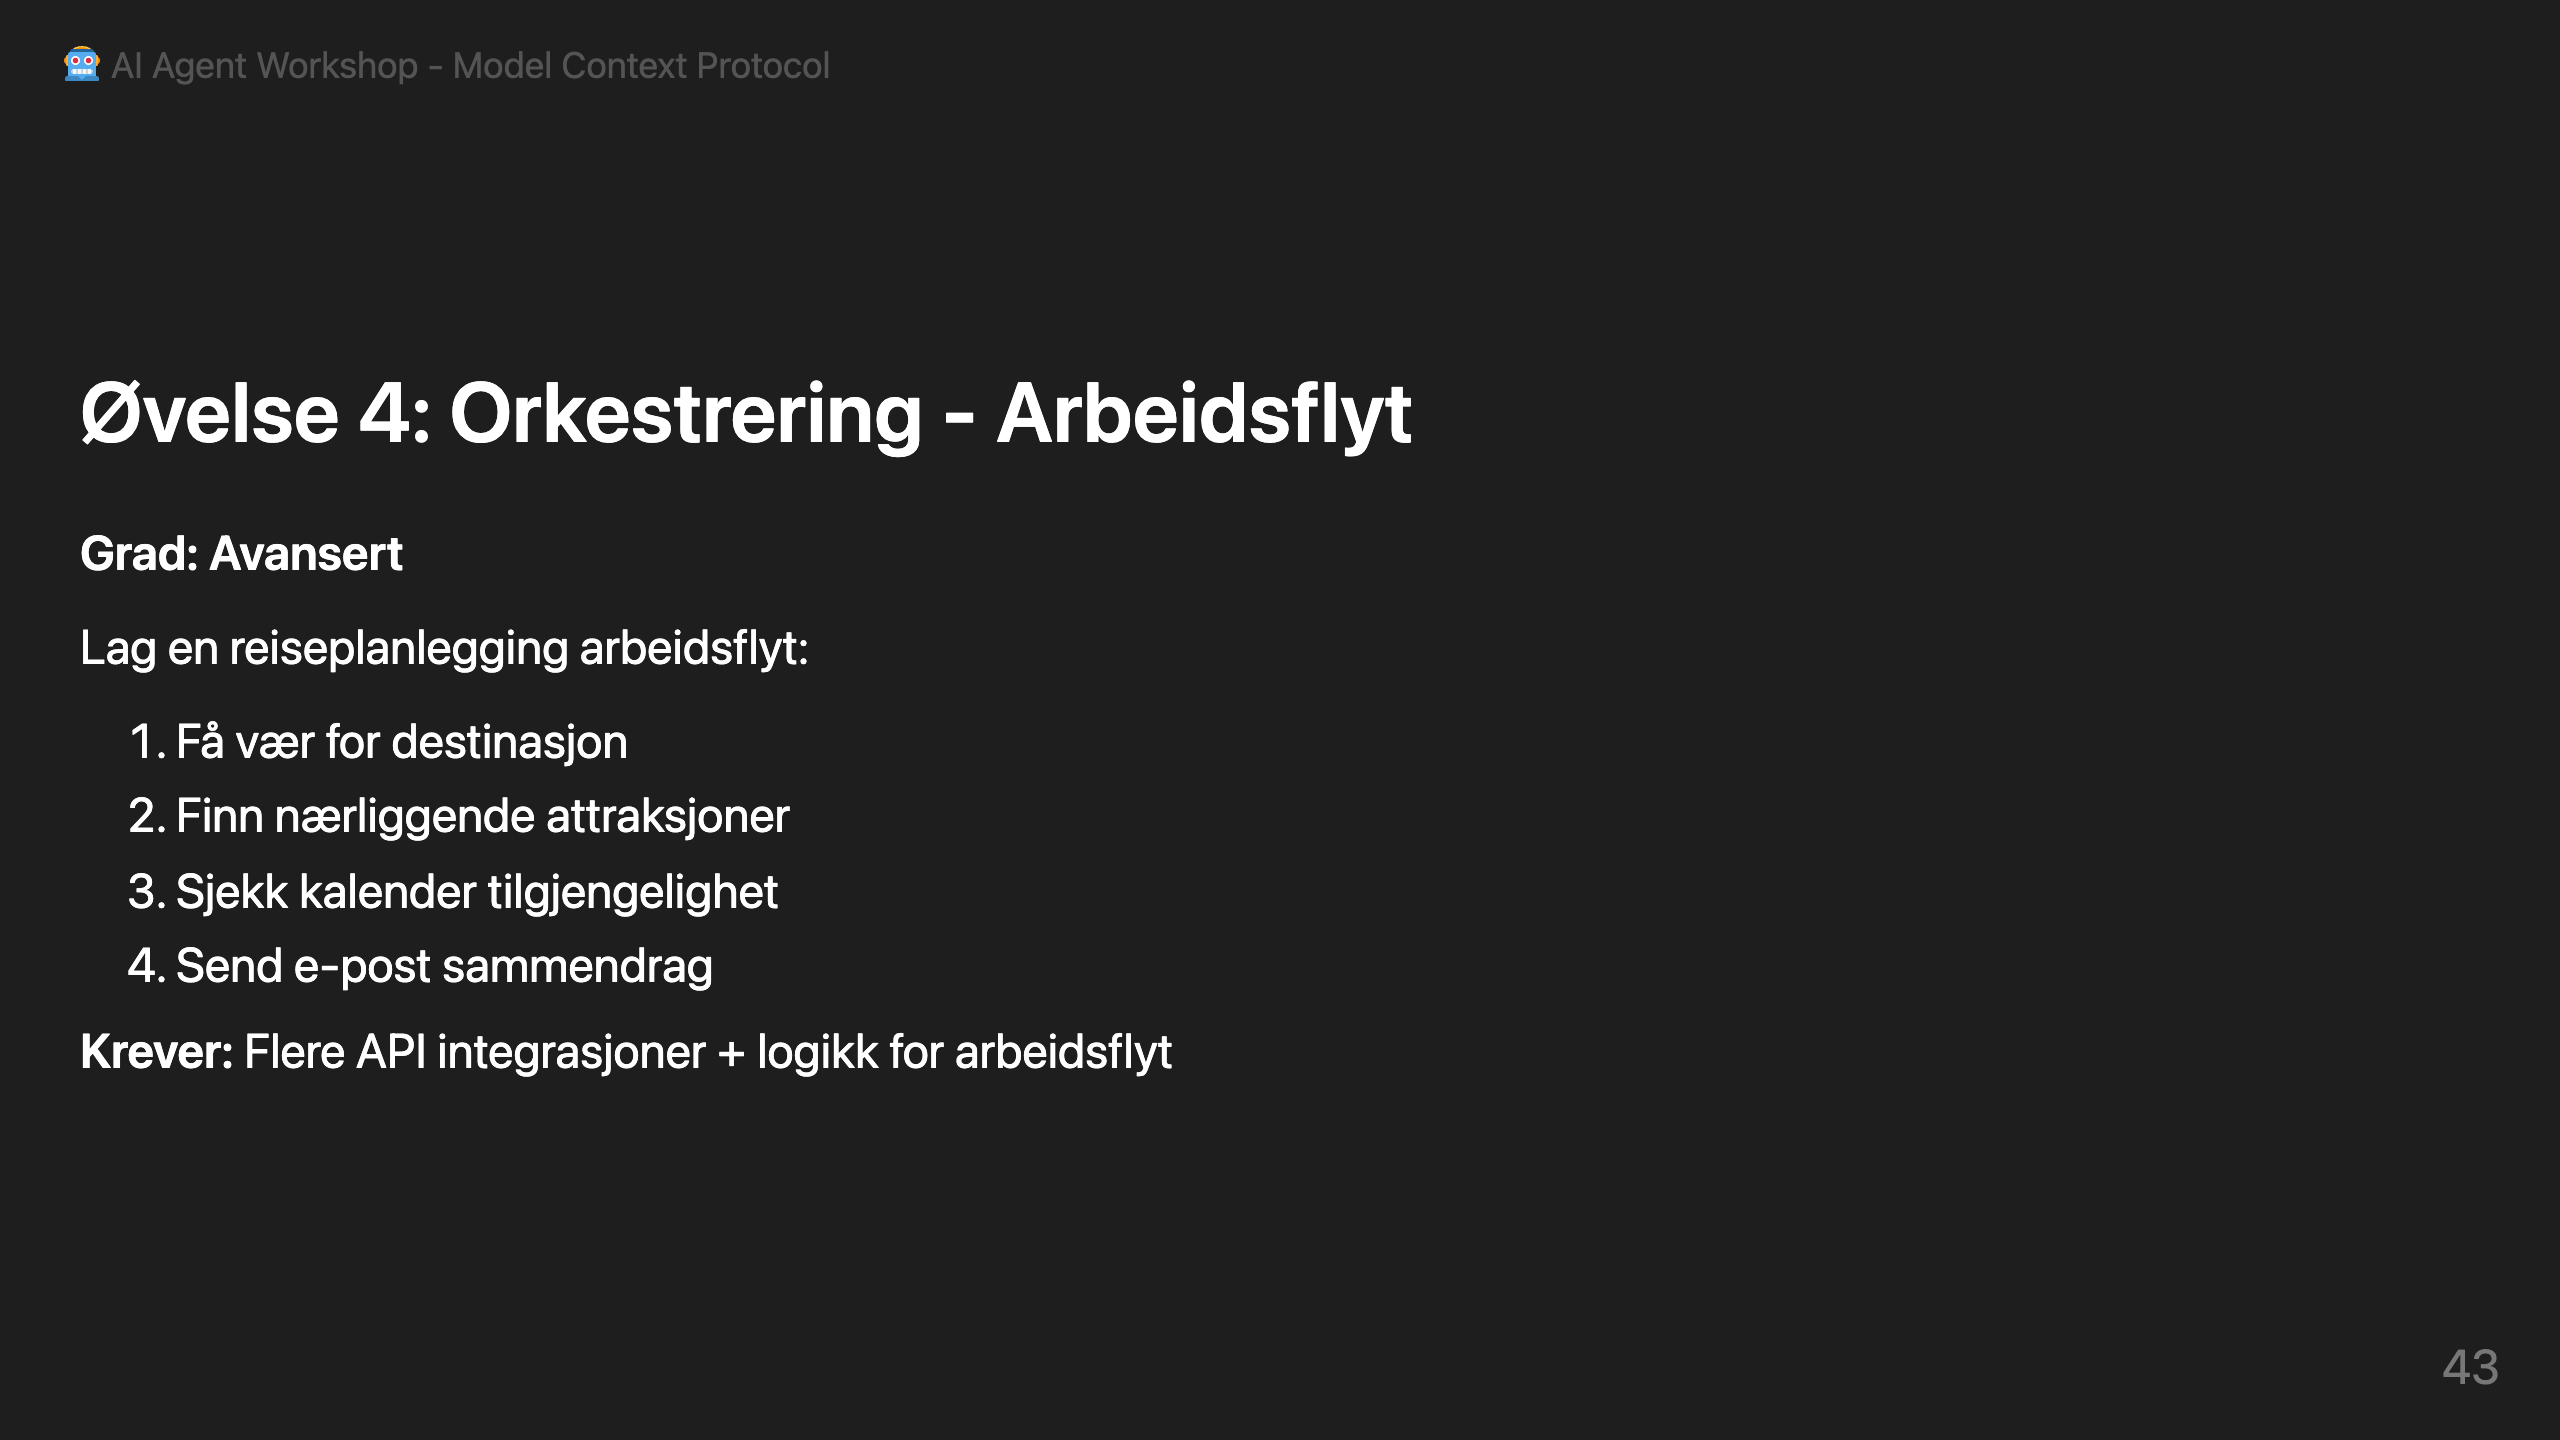 AI Agent Workshop - Model Context Protocol
Øvelse 4: Orkestrering - Arbeidsflyt
Grad: Avansert
Lag en reiseplanlegging arbeidsflyt:
1. Få vær for destinasjon
2. Finn nærliggende attraksjoner
3. Sjekk kalender tilgjengelighet
4. Send e-post sammendrag
Krever: Flere API integrasjoner + logikk for arbeidsflyt
43